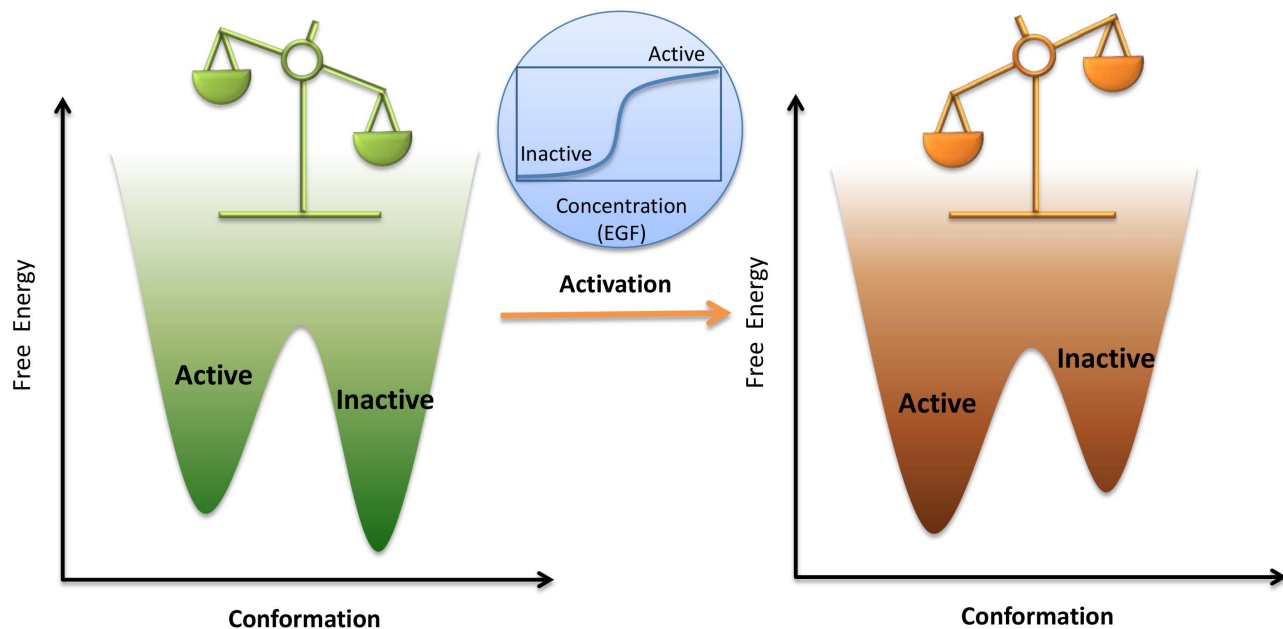 Free Energy
Active
Inactive
Conformation
Active
Inactive
Concentration
(EGF)
Activation
Free Energy
Active
Inactive
Conformation